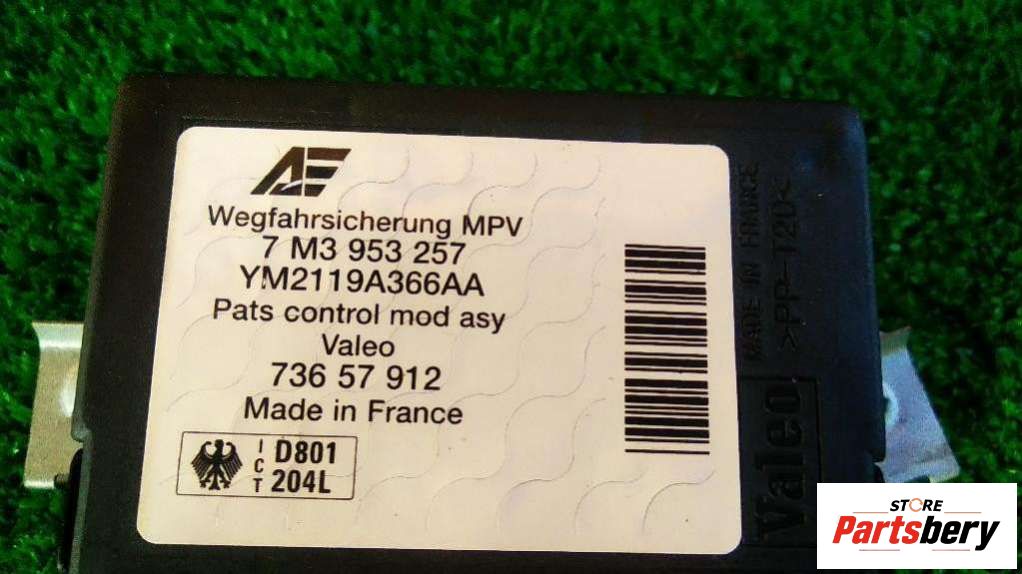 AE
Wegfahrsicherung MPV
7 M3 953 257
YM2119A366AA
Pats control mod asy
Valeo
736 57 912
Made in France
ICT
D801
204L
MADE IN FRANCE
>PP-T20<
Valeo
STORE
Partsbery